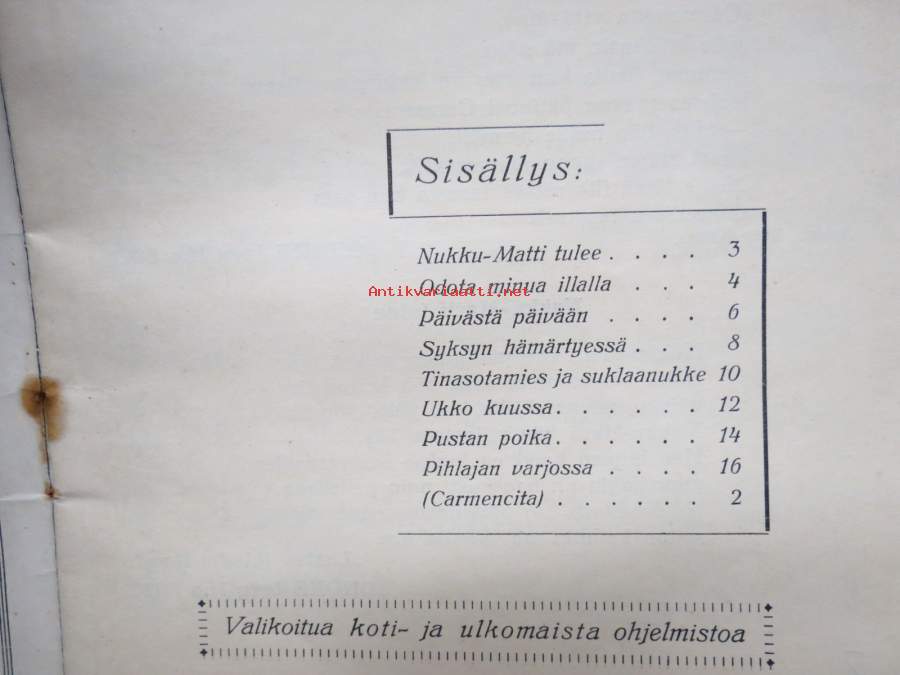 Sisällys:
Nukku-Matti tulee . . . . 3
Odota minua illalla . . . 4
Antikvariaatti.net
Päivästä päivään . . . . 6
Syksyn hämärtyessä . . . 8
Tinasotamies ja suklaanukke 10
Ukko kuussa. . . . . . 12
Pustan poika. . . . . . 14
Pihlajan varjossa . . . . 16
(Carmencita) . . . . . . 2
Valikoitua koti- ja ulkomaista ohjelmistoa